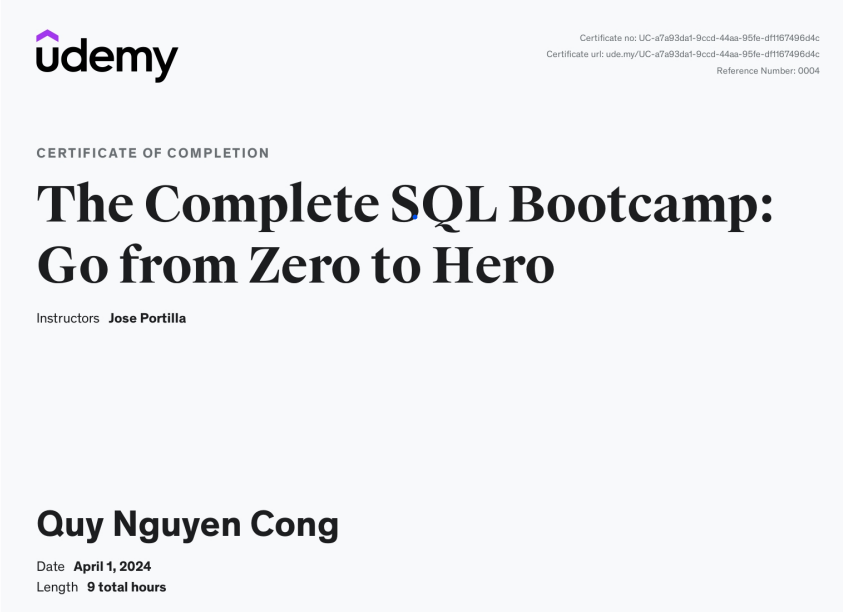 udemy
Certificate no: UC-a7a93da1-9ccd-44aa-95fe-df1167496d4c
Certificate url: ude.my/UC-a7a93da1-9ccd-44aa-95fe-df1167496d4c
Reference Number: 0004
CERTIFICATE OF COMPLETION
The Complete SQL Bootcamp:
Go from Zero to Hero
Instructors Jose Portilla
Quy Nguyen Cong
Date April 1, 2024
Length 9 total hours